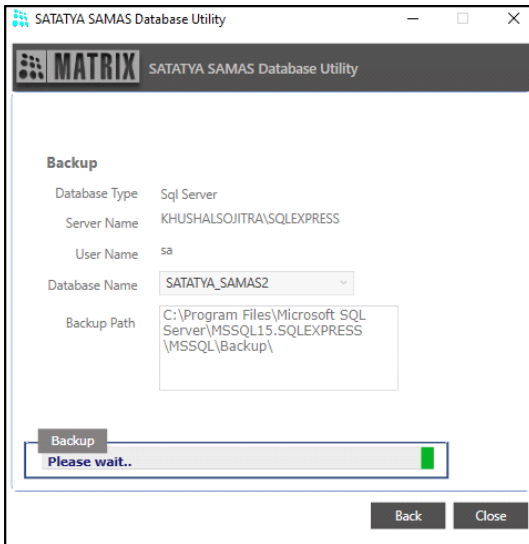 SATATYA SAMAS Database Utility
MATRIX SATATYA SAMAS Database Utility
Backup
Database Type Sql Server
Server Name KHUSHALSOJITRA\SQLEXPRESS
User Name sa
Database Name SATATYA_SAMAS2
Backup Path C:\Program Files\Microsoft SQL
Server\MSSQL15.SQLEXPRESS
\MSSQL\Backup\
Backup
Please wait..
Back Close